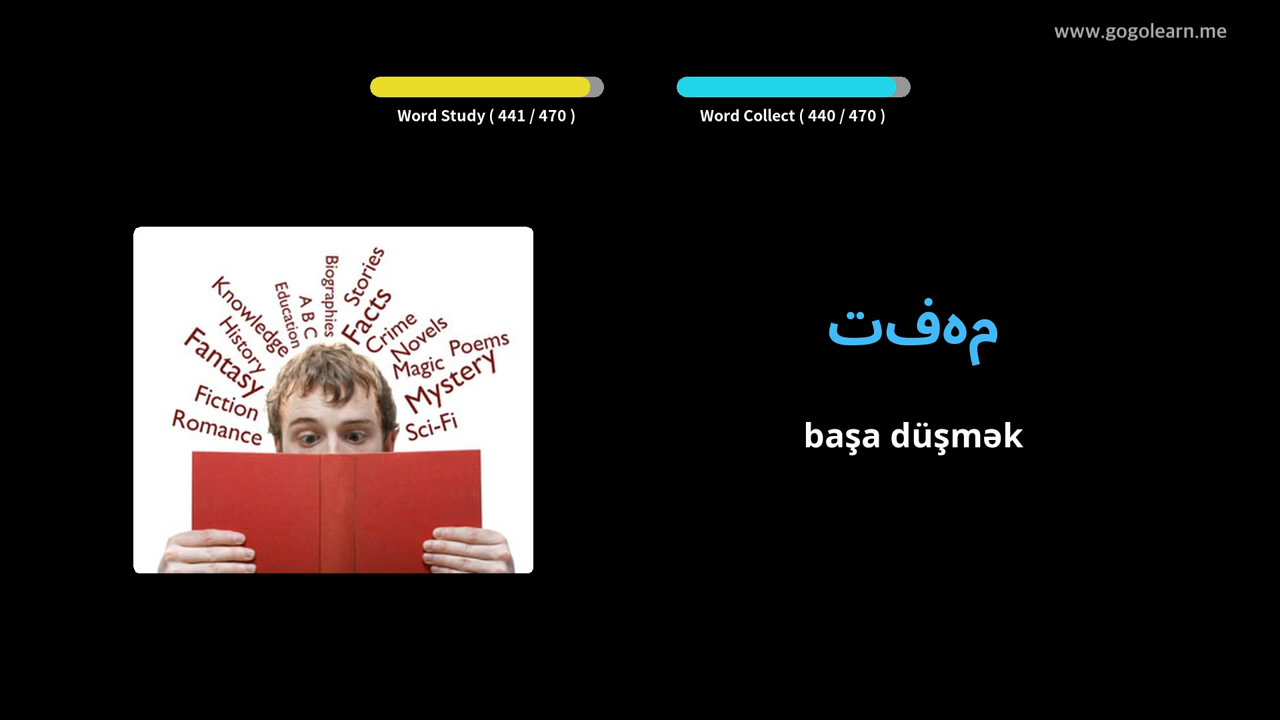 www.gogolearn.me
Word Study ( 441 / 470 )
Word Collect ( 440 / 470 )
Knowledge
History
Fantasy
Fiction
Romance
Education
A B C
Biographies
Stories
Facts
Crime
Novels
Magic
Poems
Mystery
Sci-Fi
مهفت
başa düşmək